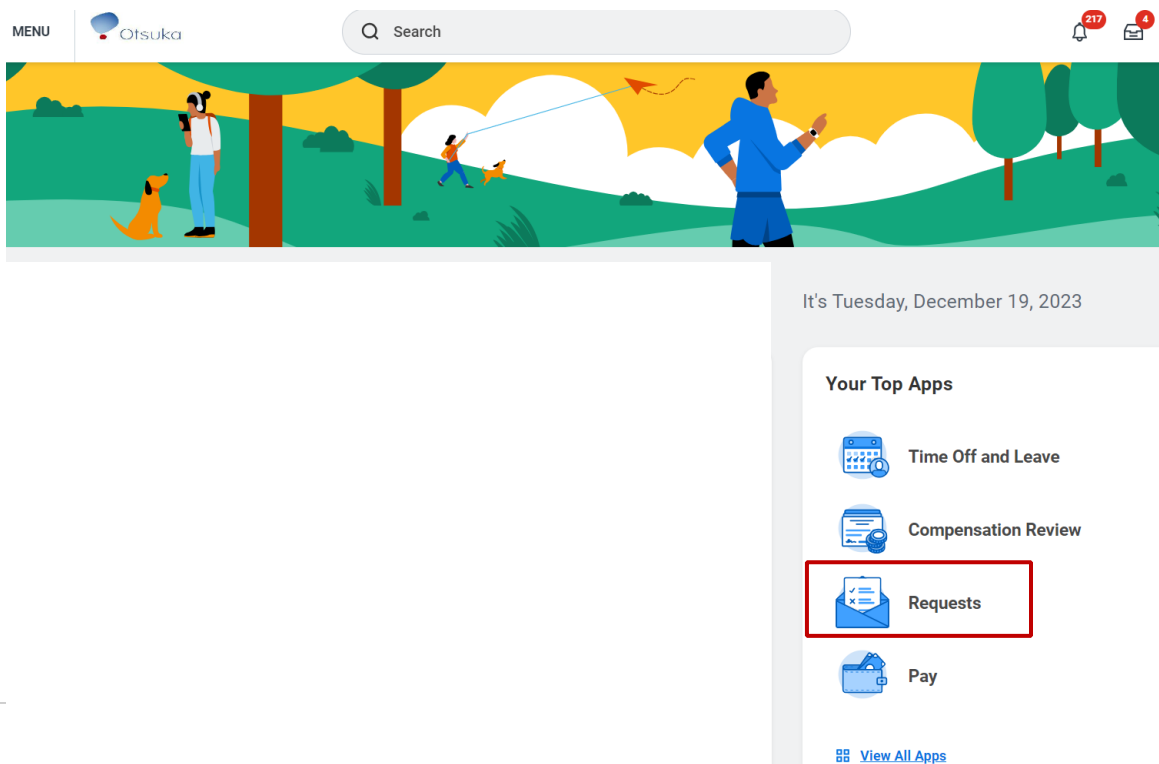 MENU
Otsuka
Search
217
4
It's Tuesday, December 19, 2023
Your Top Apps
Time Off and Leave
Compensation Review
Requests
Pay
View All Apps